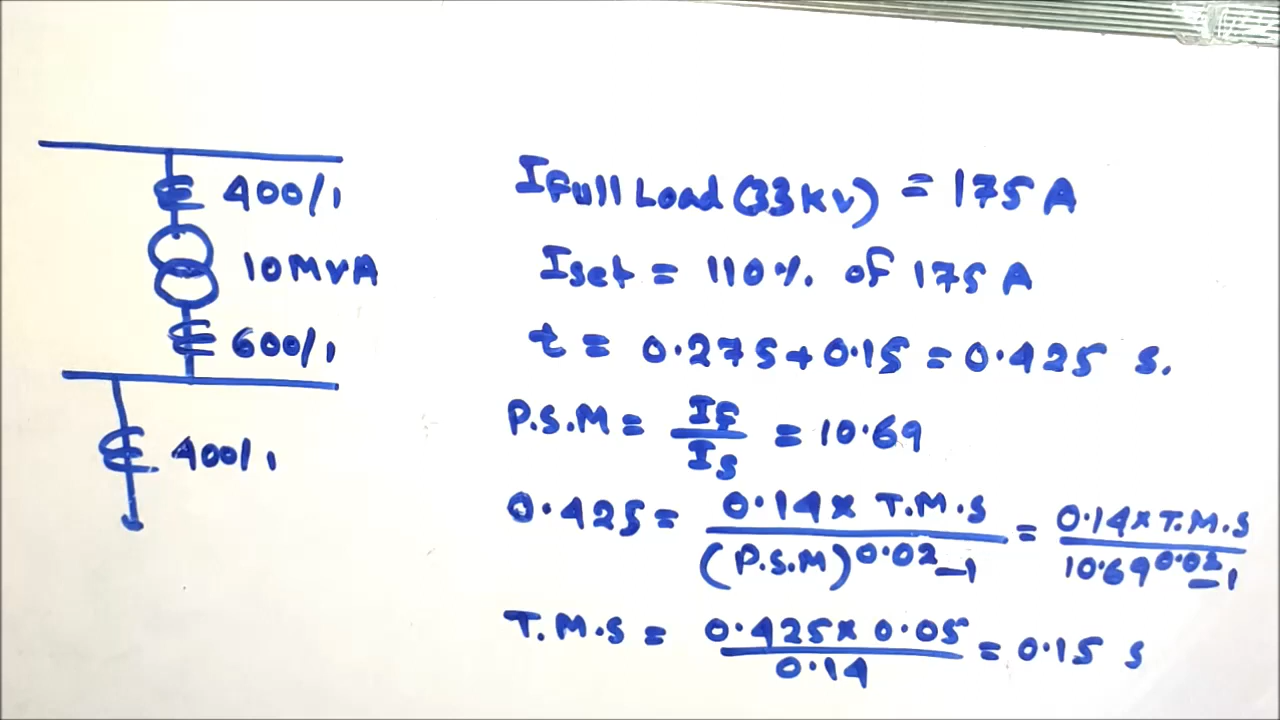 400/1
10MVA
600/1
400/1
I Full Load (33KV) = 175 A
Iset = 110% of 175 A
t = 0.275+0.15 = 0.425 s.
P.S.M = IF/IS = 10.69
0.425 = 0.14 x T.M.S/(P.S.M)^0.02-1 = 0.14 x T.M.S/10.69^0.02-1
T.M.S = 0.425 x 0.05/0.14 = 0.15 s